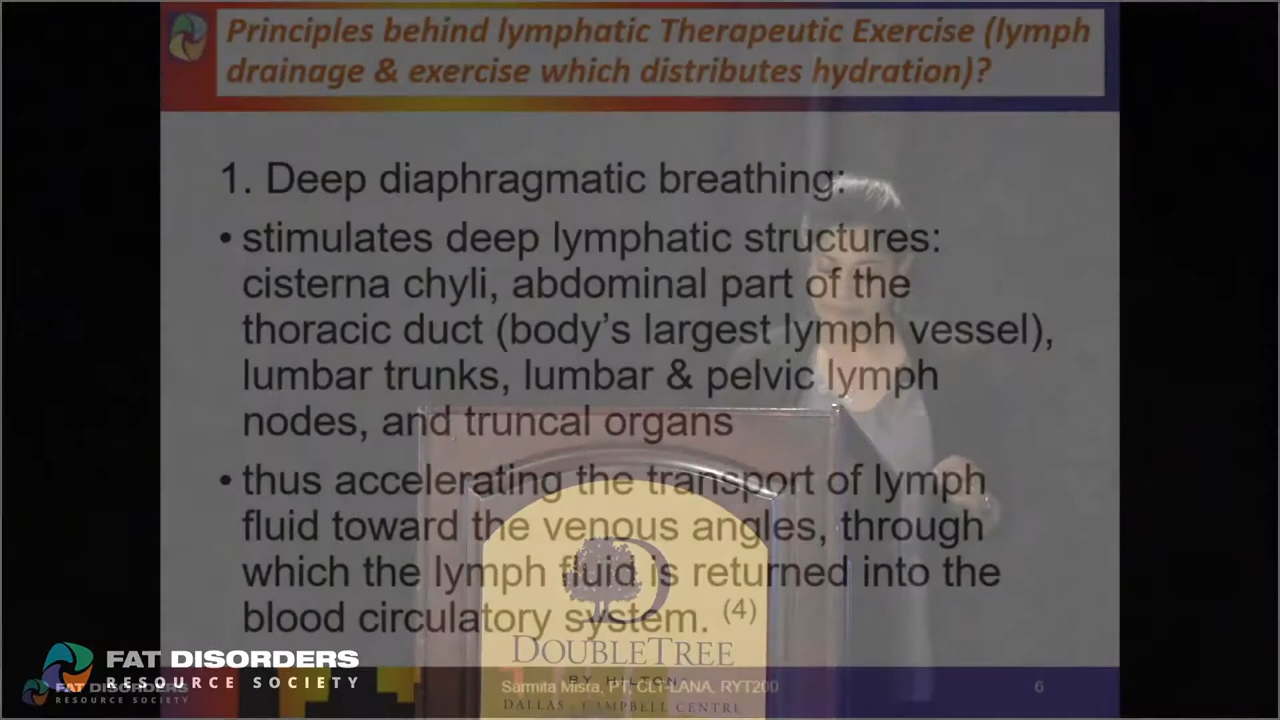 Principles behind lymphatic Therapeutic Exercise (lymph
drainage & exercise which distributes hydration)?
1. Deep diaphragmatic breathing:
• stimulates deep lymphatic structures:
cisterna chyli, abdominal part of the
thoracic duct (body's largest lymph vessel),
lumbar trunks, lumbar & pelvic lymph
nodes, and truncal organs
• thus accelerating the transport of lymph
fluid toward the venous angles, through
which the lymph fluid is returned into the
blood circulatory system. (4)
DOUBLETREE
BY HILTON
DALLAS - CAMPBELL CENTRE
FAT DISORDERS
RESOURCE SOCIETY
FAT DISORDERS
RESOURCE SOCIETY
Sarmita Misra, PT, CLT-LANA, RYT200
6